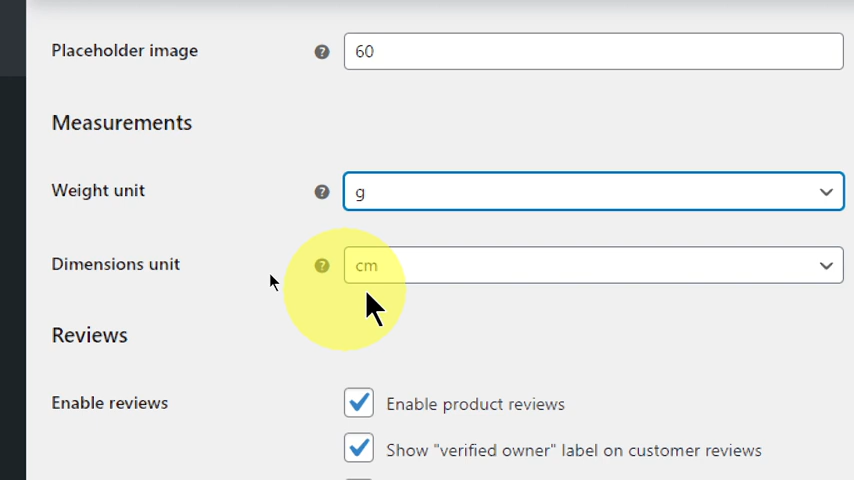 Placeholder image ? 60
Measurements
Weight unit ? g
Dimensions unit ? cm
Reviews
Enable reviews Enable product reviews
Show "verified owner" label on customer reviews